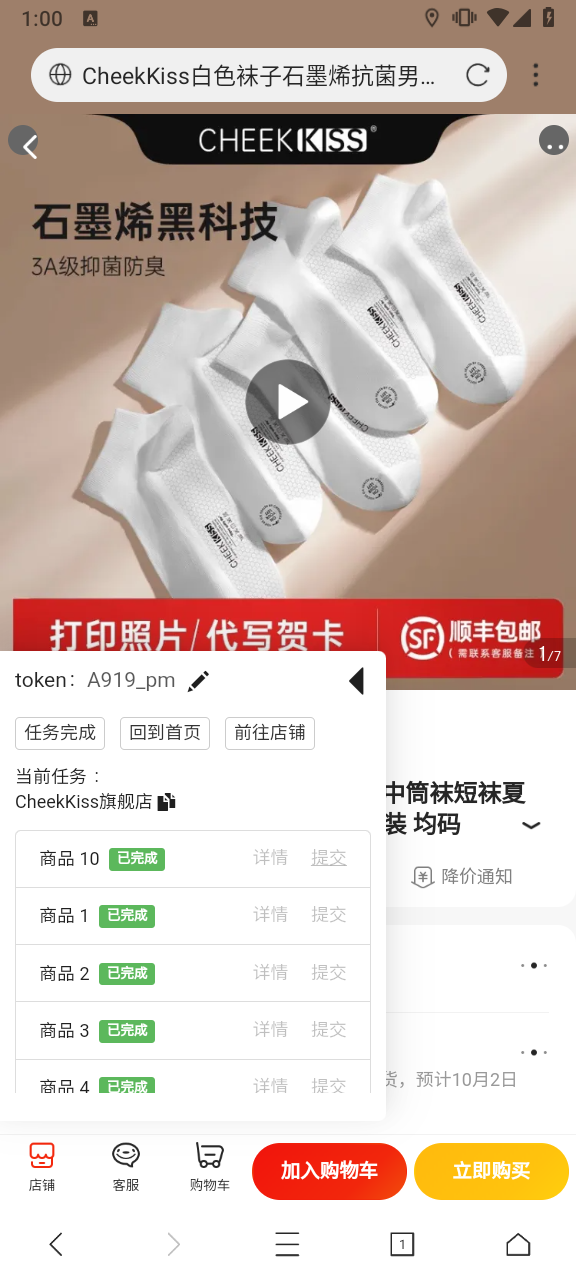 1:00
A
CheekKiss白色袜子石墨烯抗菌男...
CHEEKKISS®
石墨烯黑科技
3A级抑菌防臭
CHEEKKISS
CHEEKKISS
CHEEKKISS
CHEEKKISS
打印照片/代写贺卡
SF 顺丰包邮
(需联系客服备注
1/7
token: A919_pm
任务完成 回到首页 前往店铺
当前任务：
CheekKiss旗舰店
中筒袜短袜夏
装 均码
降价通知
商品 10 已完成 详情 提交
商品 1 已完成 详情 提交
商品 2 已完成 详情 提交
商品 3 已完成 详情 提交
商品 4 已完成 详情 提交
货，预计10月2日
店铺 客服 购物车 加入购物车 立即购买
1